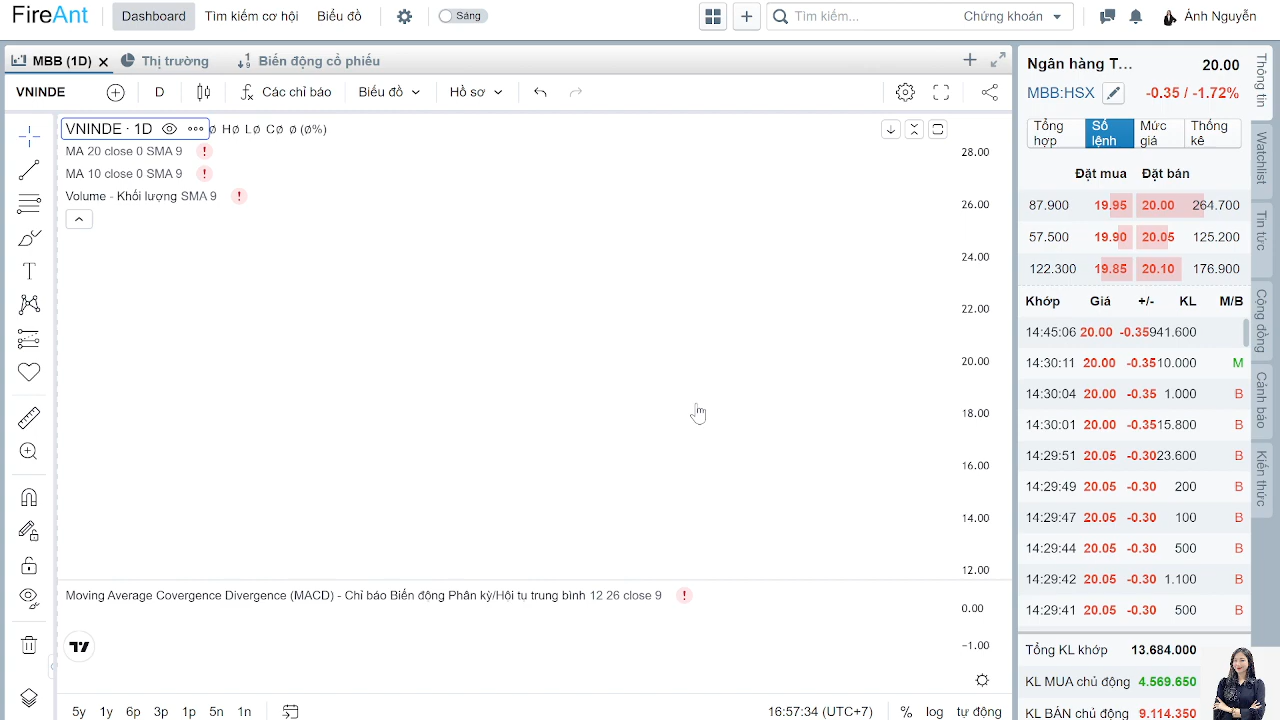 FireAnt Dashboard Tìm kiếm cơ hội Biểu đồ Sáng Tìm kiếm... Chứng khoán Ánh Nguyễn
MBB (1D) Thị trường Biến động cổ phiếu
VNINDE D Các chỉ báo Biểu đồ Hồ sơ
VNINDE · 1D ø Hø Lø Cø ø (ø%)
MA 20 close 0 SMA 9 !
MA 10 close 0 SMA 9 !
Volume - Khối lượng SMA 9 !
28.00
26.00
24.00
22.00
20.00
18.00
16.00
14.00
12.00
Moving Average Covergence Divergence (MACD) - Chỉ báo Biến động Phân kỳ/Hội tụ trung bình 12 26 close 9 !
0.00
−1.00
5y 1y 6p 3p 1p 5n 1n 16:57:34 (UTC+7) % log tự động
Ngân hàng T... 20.00
MBB:HSX -0.35 / -1.72%
Tổng hợp Sổ lệnh Mức giá Thống kê
Đặt mua Đặt bán
87.900 19.95 20.00 264.700
57.500 19.90 20.05 125.200
122.300 19.85 20.10 176.900
Khớp Giá +/- KL M/B
14:45:06 20.00 -0.35 941.600
14:30:11 20.00 -0.35 10.000 M
14:30:04 20.00 -0.35 1.000 B
14:30:01 20.00 -0.35 15.800 B
14:29:51 20.05 -0.30 23.600 B
14:29:49 20.05 -0.30 200 B
14:29:47 20.05 -0.30 100 B
14:29:44 20.05 -0.30 500 B
14:29:42 20.05 -0.30 1.100 B
14:29:41 20.05 -0.30 500 B
Tổng KL khớp 13.684.000
KL MUA chủ động 4.569.650
KL BÁN chủ động 9.114.350
Thông tin
Watchlist
Tin tức
Cộng đồng
Cảnh báo
Kiến thức